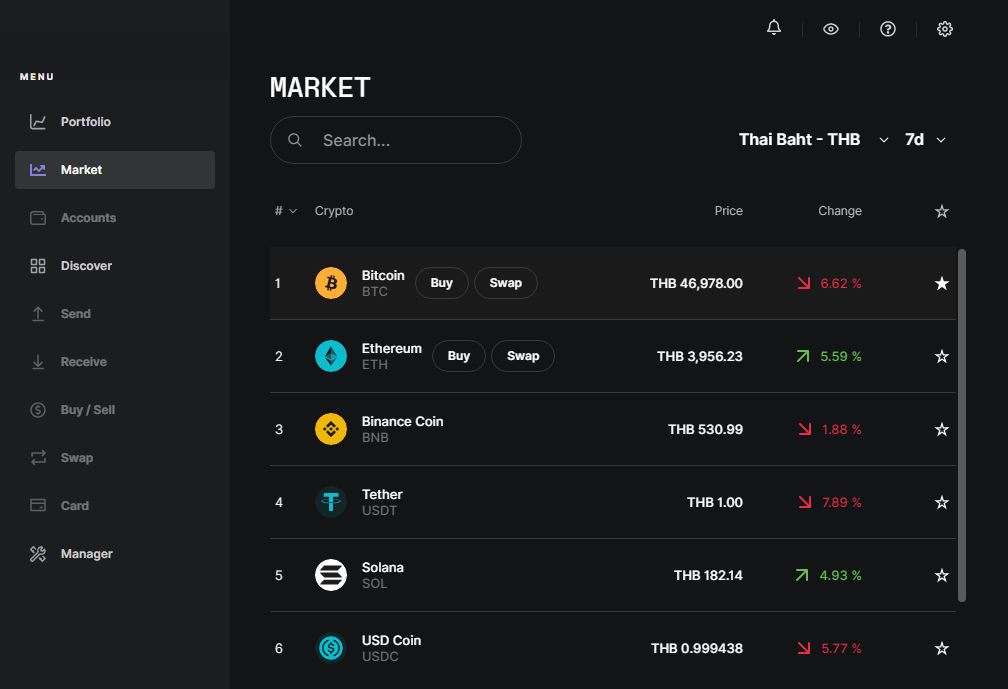 MENU
Portfolio
Market
Accounts
Discover
Send
Receive
Buy / Sell
Swap
Card
Manager
MARKET
Search...
Thai Baht - THB 7d
# Crypto Price Change
1 Bitcoin BTC Buy Swap THB 46,978.00 6.62 %
2 Ethereum ETH Buy Swap THB 3,956.23 5.59 %
3 Binance Coin BNB THB 530.99 1.88 %
4 Tether USDT THB 1.00 7.89 %
5 Solana SOL THB 182.14 4.93 %
6 USD Coin USDC THB 0.999438 5.77 %